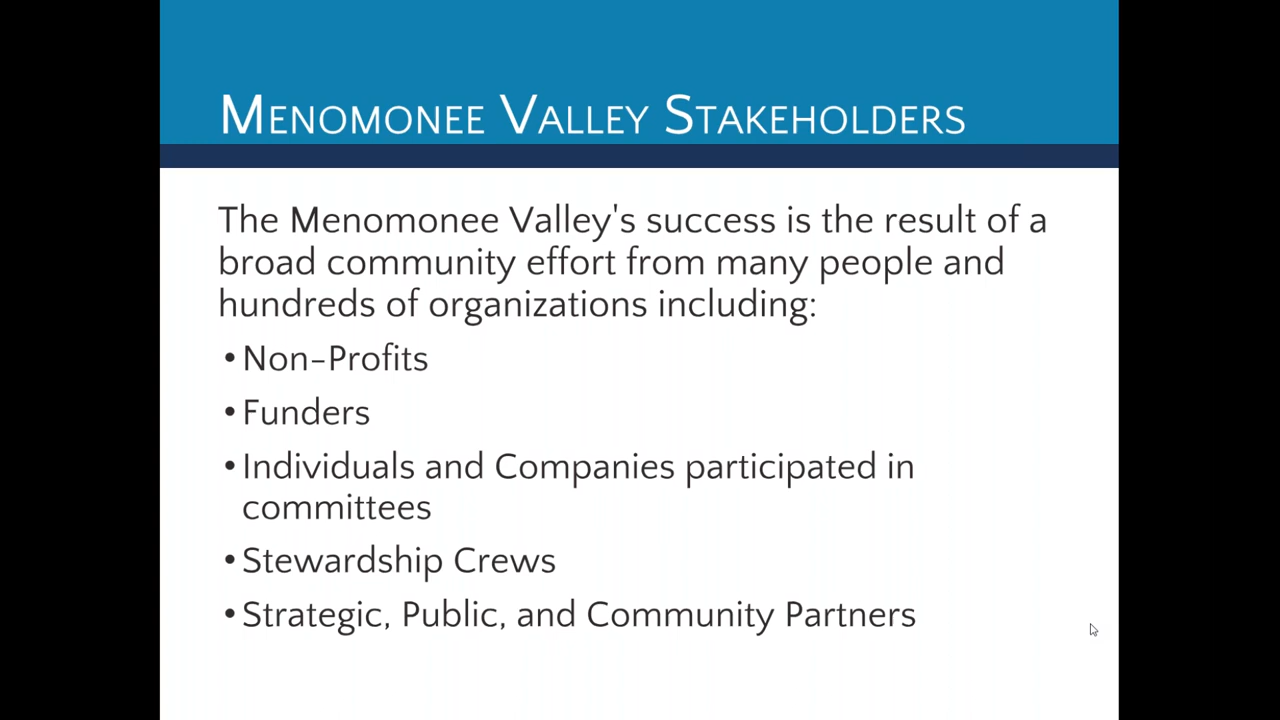 MENOMONEE VALLEY STAKEHOLDERS
The Menomonee Valley's success is the result of a
broad community effort from many people and
hundreds of organizations including:
•Non-Profits
•Funders
•Individuals and Companies participated in
committees
•Stewardship Crews
•Strategic, Public, and Community Partners